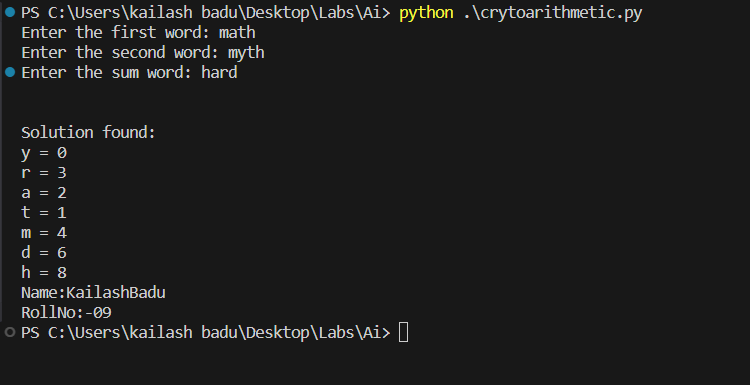 PS C:\Users\kailash badu\Desktop\Labs\Ai> python .\crytoarithmetic.py
Enter the first word: math
Enter the second word: myth
Enter the sum word: hard
Solution found:
y = 0
r = 3
a = 2
t = 1
m = 4
d = 6
h = 8
Name:KailashBadu
RollNo:-09
PS C:\Users\kailash badu\Desktop\Labs\Ai>